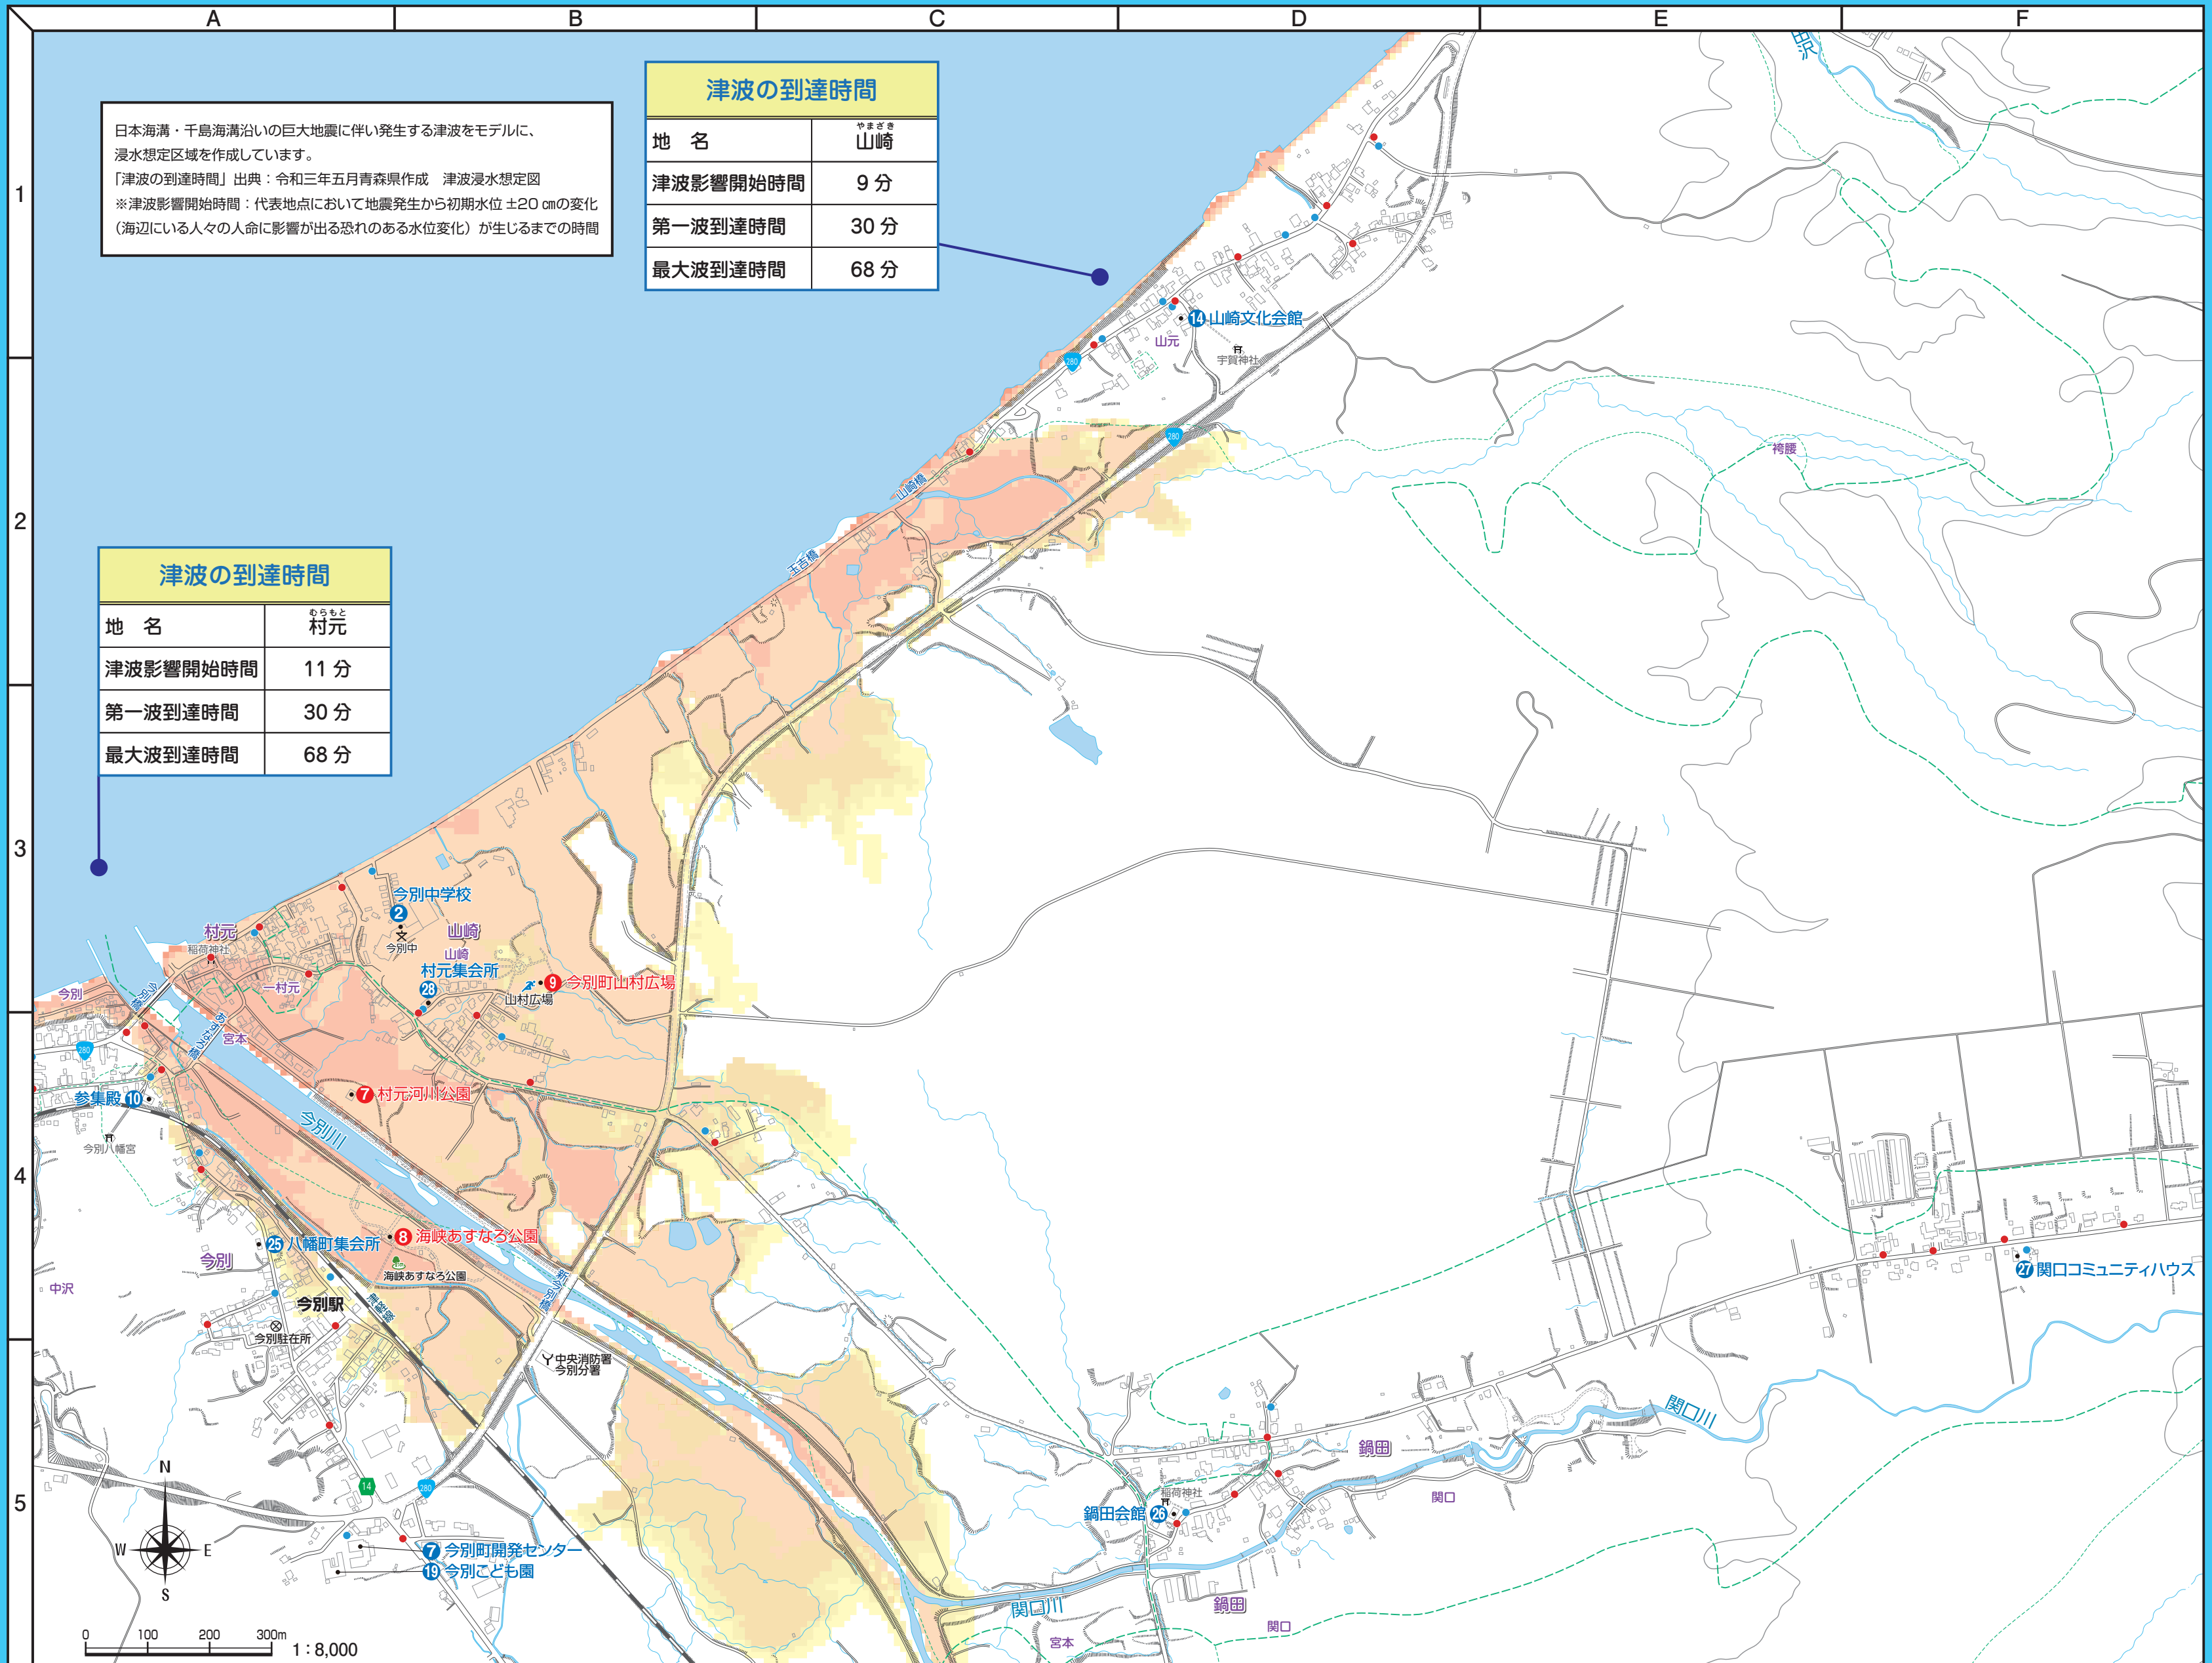 A
B
C
D
E
F
1
2
3
4
5
日本海溝・千島海溝沿いの巨大地震に伴い発生する津波をモデルに、
浸水想定区域を作成しています。
「津波の到達時間」出典：令和三年五月青森県作成　津波浸水想定図
※津波影響開始時間：代表地点において地震発生から初期水位 ±20 ㎝の変化
（海辺にいる人々の人命に影響が出る恐れのある水位変化）が生じるまでの時間
津波の到達時間
やまざき
地　名 山崎
津波影響開始時間 9 分
第一波到達時間 30 分
最大波到達時間 68 分
14 山崎文化会館
山元
宇賀神社
280
280
袴腰
山崎橋
玉吉橋
津波の到達時間
むらもと
地　名 村元
津波影響開始時間 11 分
第一波到達時間 30 分
最大波到達時間 68 分
今別中学校
2
今別中
村元
稲荷神社
山崎
山崎
村元集会所
28
9 今別町山村広場
山村広場
一村元
今別
今別橋
あすなろ橋
宮本
280
7 村元河川公園
参集殿 10
今別八幡宮
今別川
8 海峡あすなろ公園
海峡あすなろ公園
25 八幡町集会所
今別
中沢
今別駅
津軽線
今別駐在所
新今別橋
中央消防署
今別分署
27 関口コミュニティハウス
関口川
鍋田
関口
稲荷神社
鍋田会館 26
14
280
7 今別町開発センター
19 今別こども園
関口川
鍋田
関口
宮本
N
W
E
S
0 100 200 300m
1：8,000